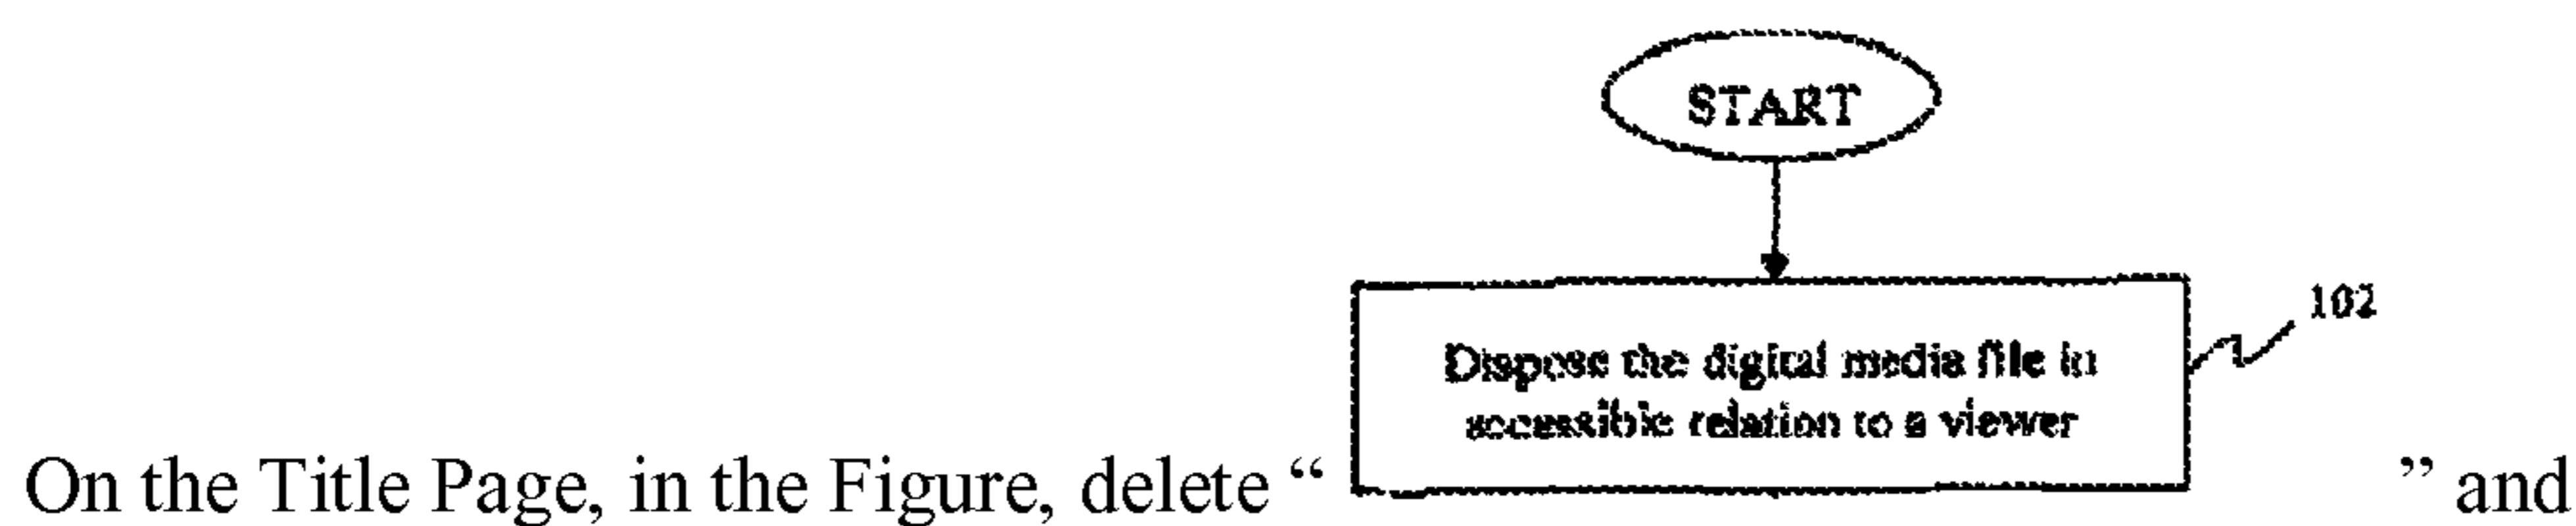 START
102
Dispose the digital media file in
accessible relation to a viewer
On the Title Page, in the Figure, delete “ ” and